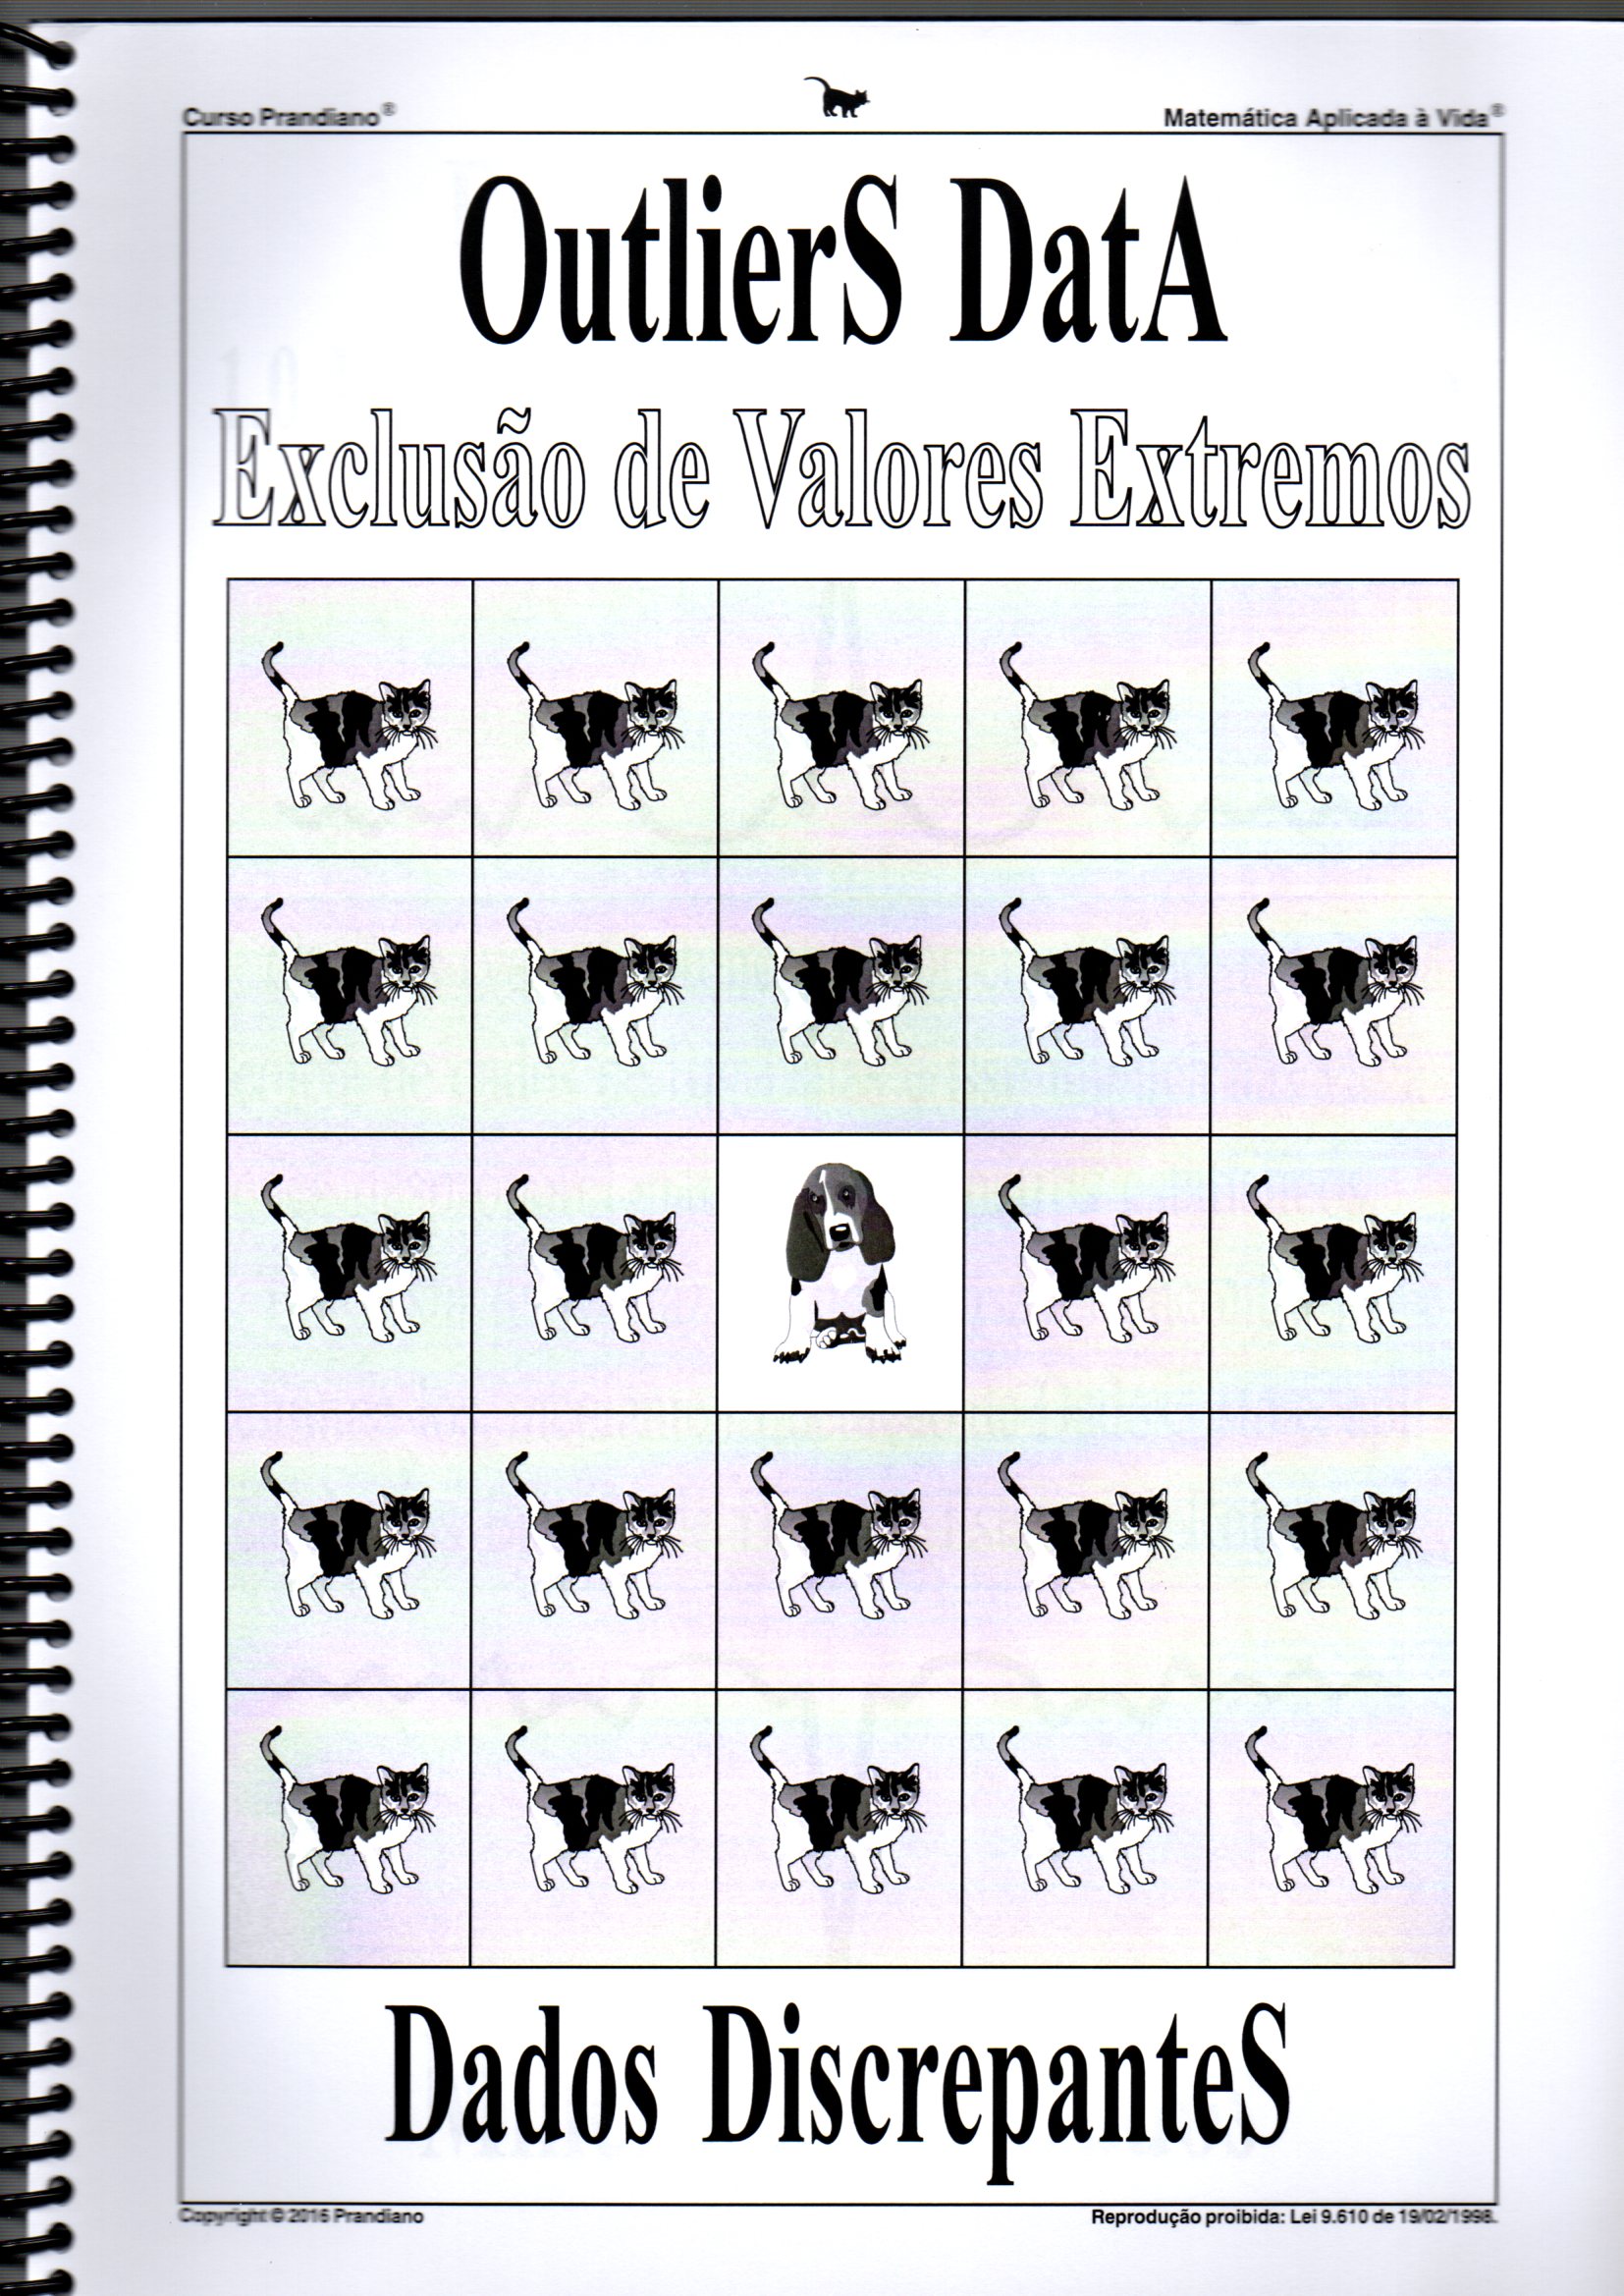 Curso Prandiano®
Matemática Aplicada à Vida®
OutlierS DatA
Exclusão de Valores Extremos
Dados DiscrepanteS
Copyright © 2016 Prandiano
Reprodução proibida: Lei 9.610 de 19/02/1998.